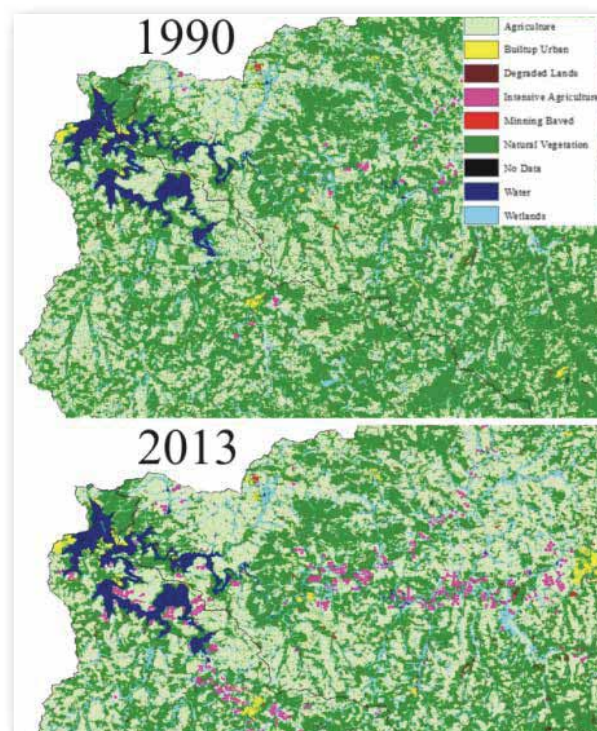 1990
Agriculture
Builtup Urban
Degraded Lands
Intensive Agriculture
Minning Baved
Natural Vegetation
No Data
Water
Wetlands
2013